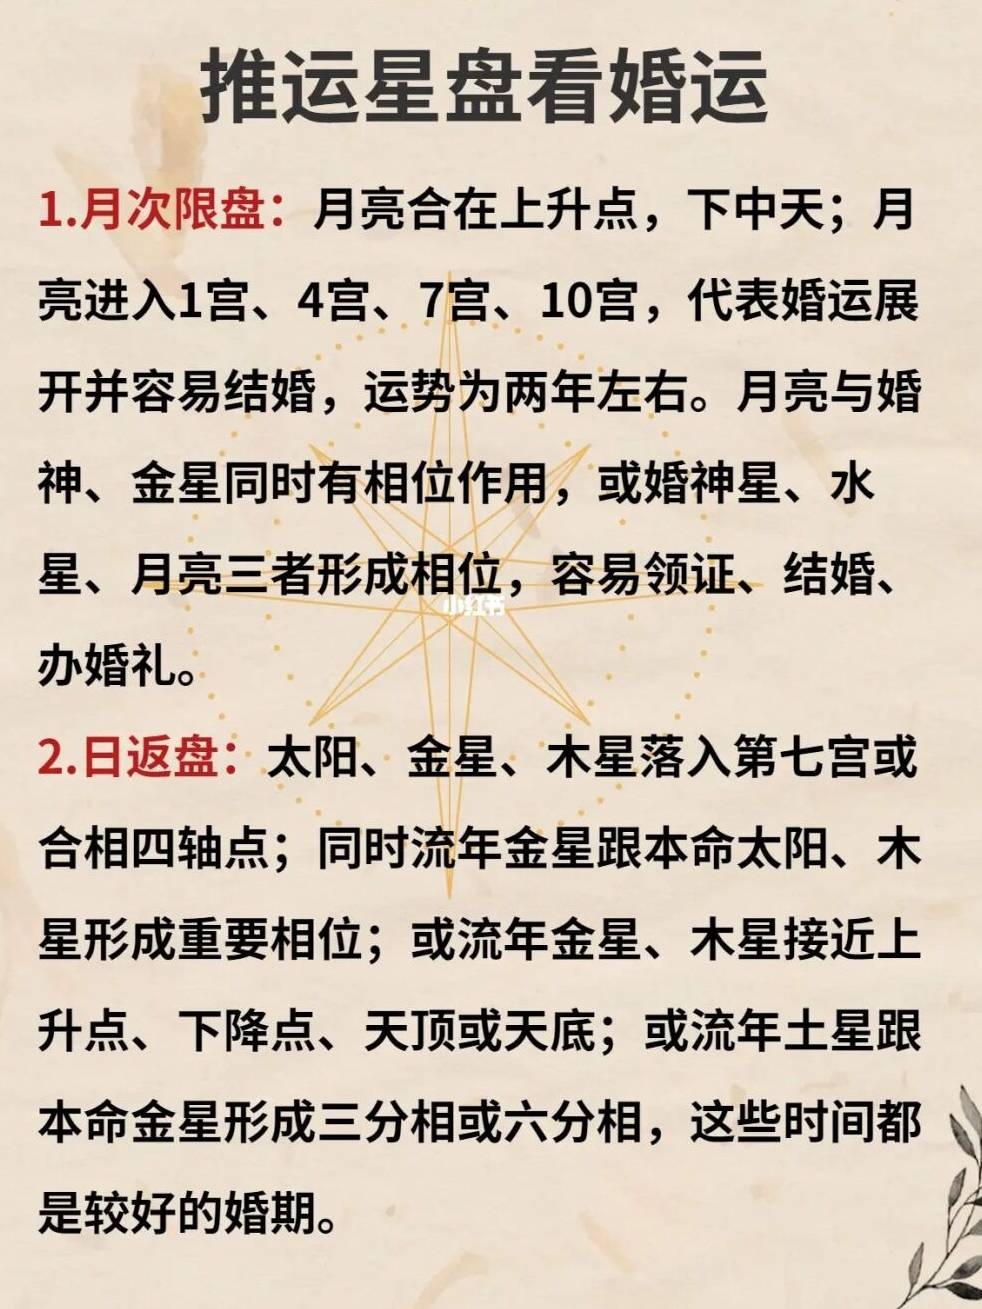 推运星盘看婚运
1.月次限盘：月亮合在上升点，下中天；月
亮进入1宫、4宫、7宫、10宫，代表婚运展
开并容易结婚，运势为两年左右。月亮与婚
神、金星同时有相位作用，或婚神星、水
星、月亮三者形成相位，容易领证、结婚、
小红书
办婚礼。
2.日返盘：太阳、金星、木星落入第七宫或
合相四轴点；同时流年金星跟本命太阳、木
星形成重要相位；或流年金星、木星接近上
升点、下降点、天顶或天底；或流年土星跟
本命金星形成三分相或六分相，这些时间都
是较好的婚期。